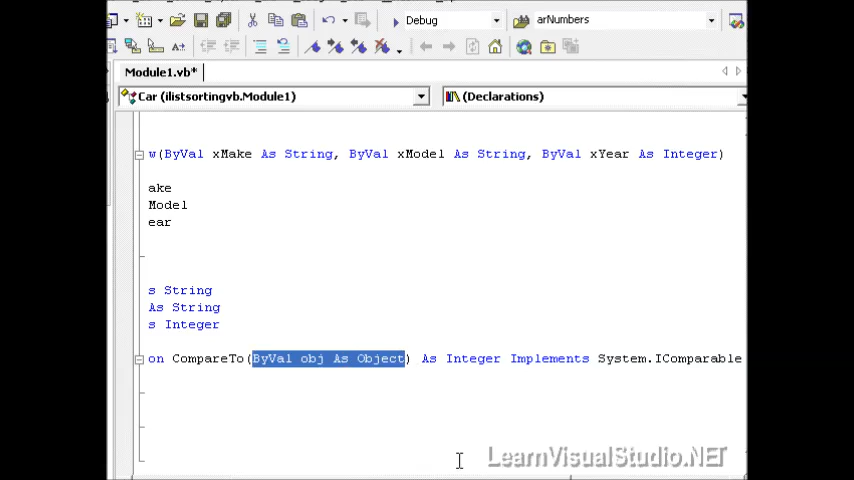 Debug arNumbers
Module1.vb*
Car (ilistsortingvb.Module1) (Declarations)
w(ByVal xMake As String, ByVal xModel As String, ByVal xYear As Integer)
ake
Model
ear
s String
As String
s Integer
on CompareTo(ByVal obj As Object) As Integer Implements System.IComparable
LearnVisualStudio.NET